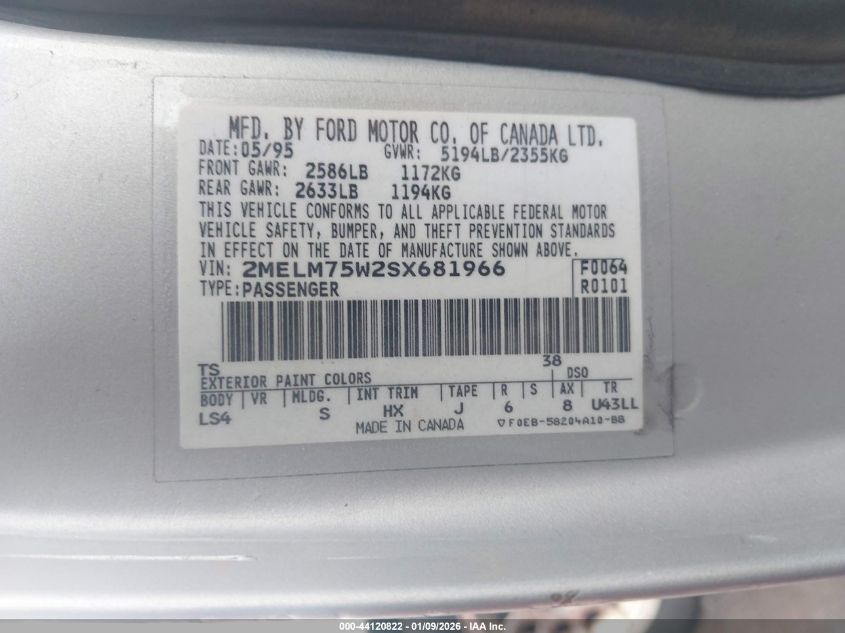 MFD. BY FORD MOTOR CO. OF CANADA LTD.
DATE: 05/95 GVWR: 5194LB/2355KG
FRONT GAWR: 2586LB 1172KG
REAR GAWR: 2633LB 1194KG
THIS VEHICLE CONFORMS TO ALL APPLICABLE FEDERAL MOTOR
VEHICLE SAFETY, BUMPER, AND THEFT PREVENTION STANDARDS
IN EFFECT ON THE DATE OF MANUFACTURE SHOWN ABOVE.
VIN: 2MELM75W2SX681966 F0064
TYPE: PASSENGER R0101
TS 38
EXTERIOR PAINT COLORS DSO
BODY VR MLDG. INT TRIM TAPE R S AX TR
LS4 S HX J 6 8 U43LL
MADE IN CANADA ▽F0EB-58204A10-BB
000-44120822 - 01/09/2026 - IAA Inc.